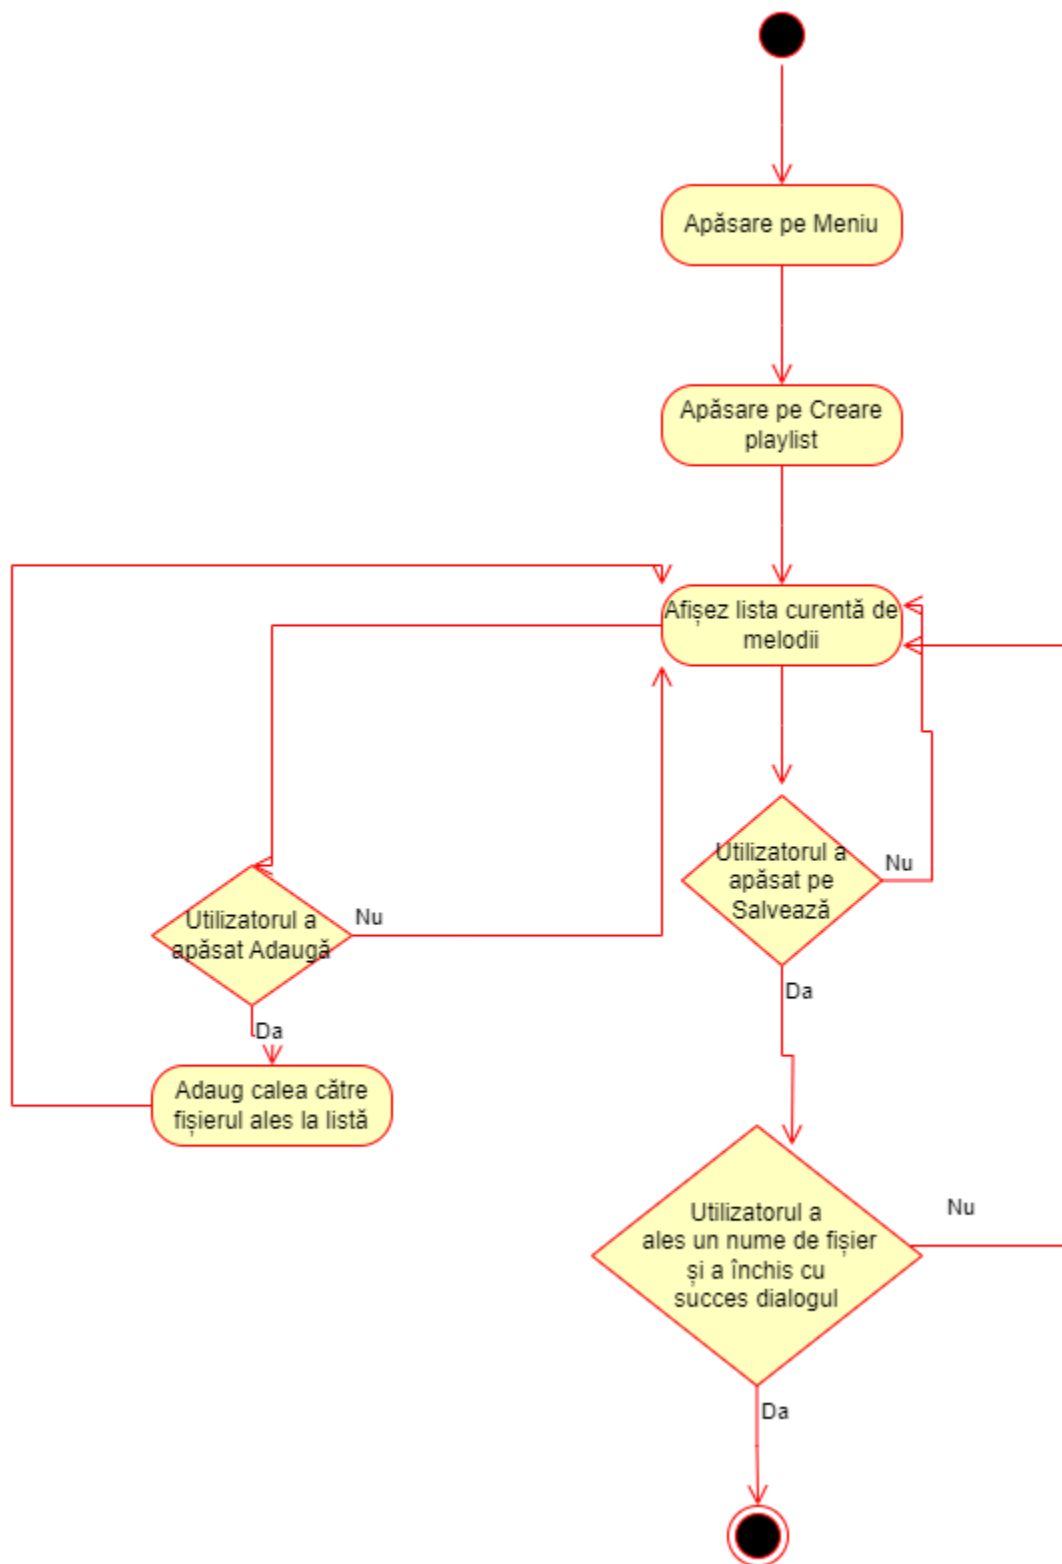 Apăsare pe Meniu
Apăsare pe Creare
playlist
Afișez lista curentă de
melodii
Utilizatorul a
apăsat pe
Salvează
Nu
Da
Utilizatorul a
apăsat Adaugă
Nu
Da
Adaug calea către
fișierul ales la listă
Utilizatorul a
ales un nume de fișier
și a închis cu
succes dialogul
Nu
Da